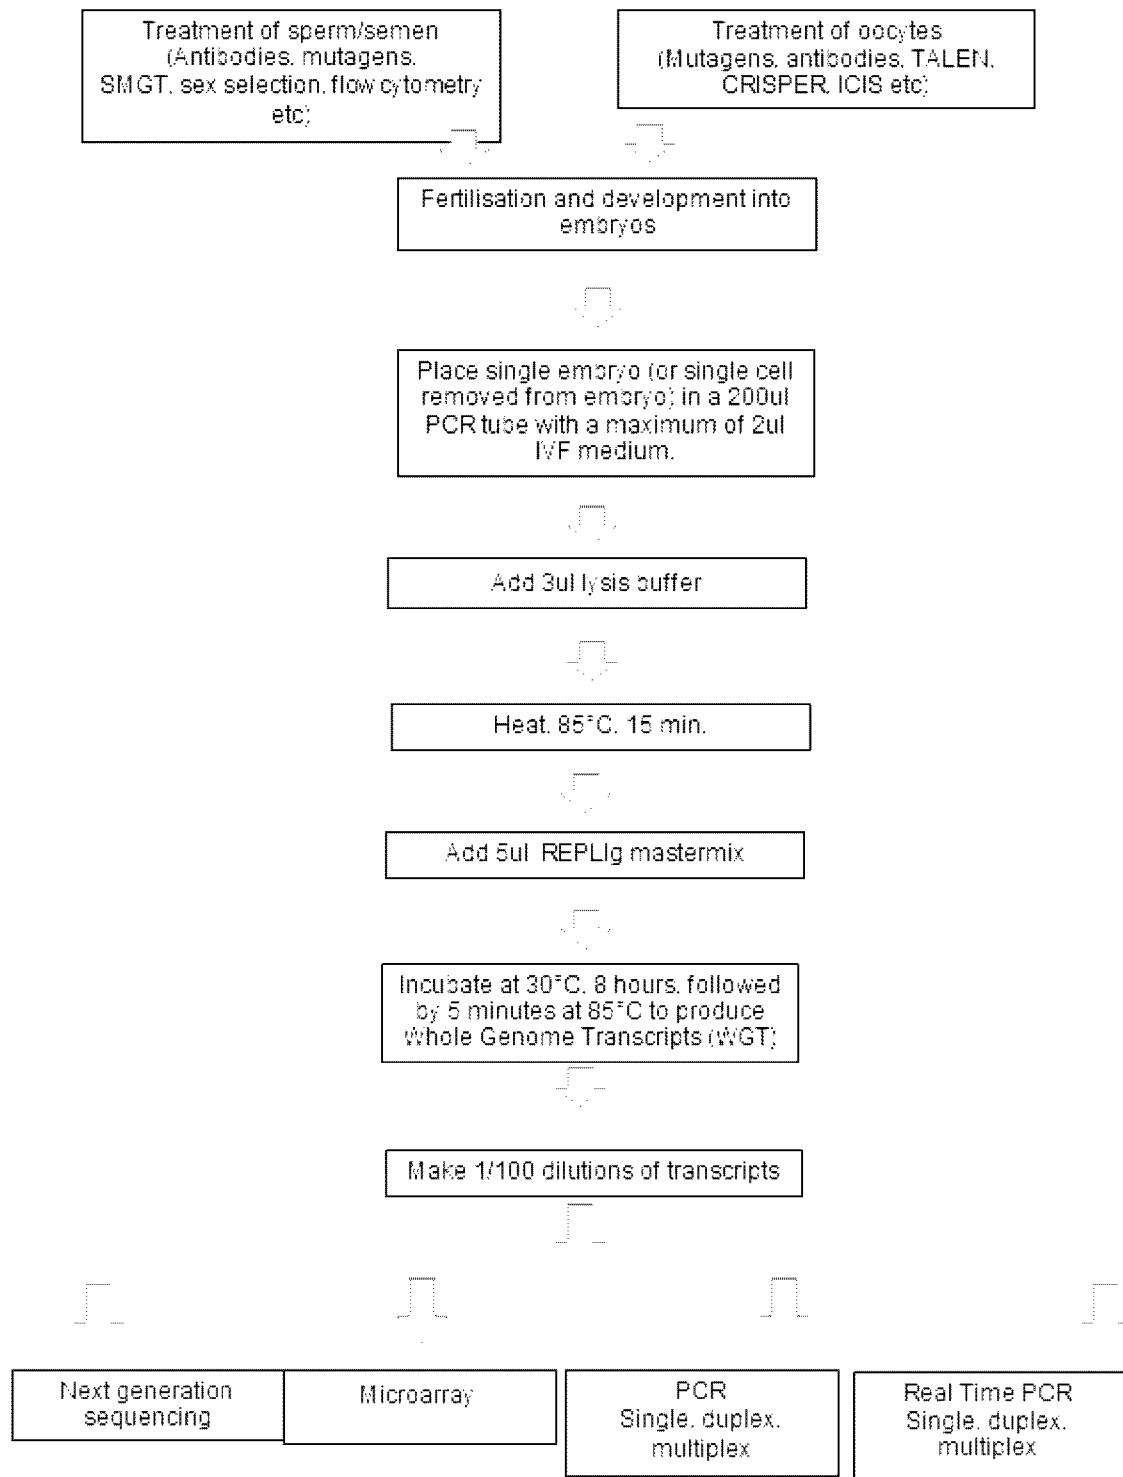 Treatment of sperm/semen
(Antibodies, mutagens,
SMGT, sex selection, flow cytometry
etc)
Treatment of oocytes
(Mutagens, antibodies, TALEN,
CRISPER, ICIS etc)
Fertilisation and development into
embryos
Place single embryo (or single cell
removed from embryo) in a 200ul
PCR tube with a maximum of 2ul
IVF medium.
Add 3ul lysis buffer
Heat. 85°C. 15 min.
Add 5ul REPLIg mastermix
Incubate at 30°C, 8 hours, followed
by 5 minutes at 85°C to produce
Whole Genome Transcripts (WGT)
Make 1/100 dilutions of transcripts
Next generation
sequencing
Microarray
PCR
Single, duplex,
multiplex
Real Time PCR
Single, duplex,
multiplex